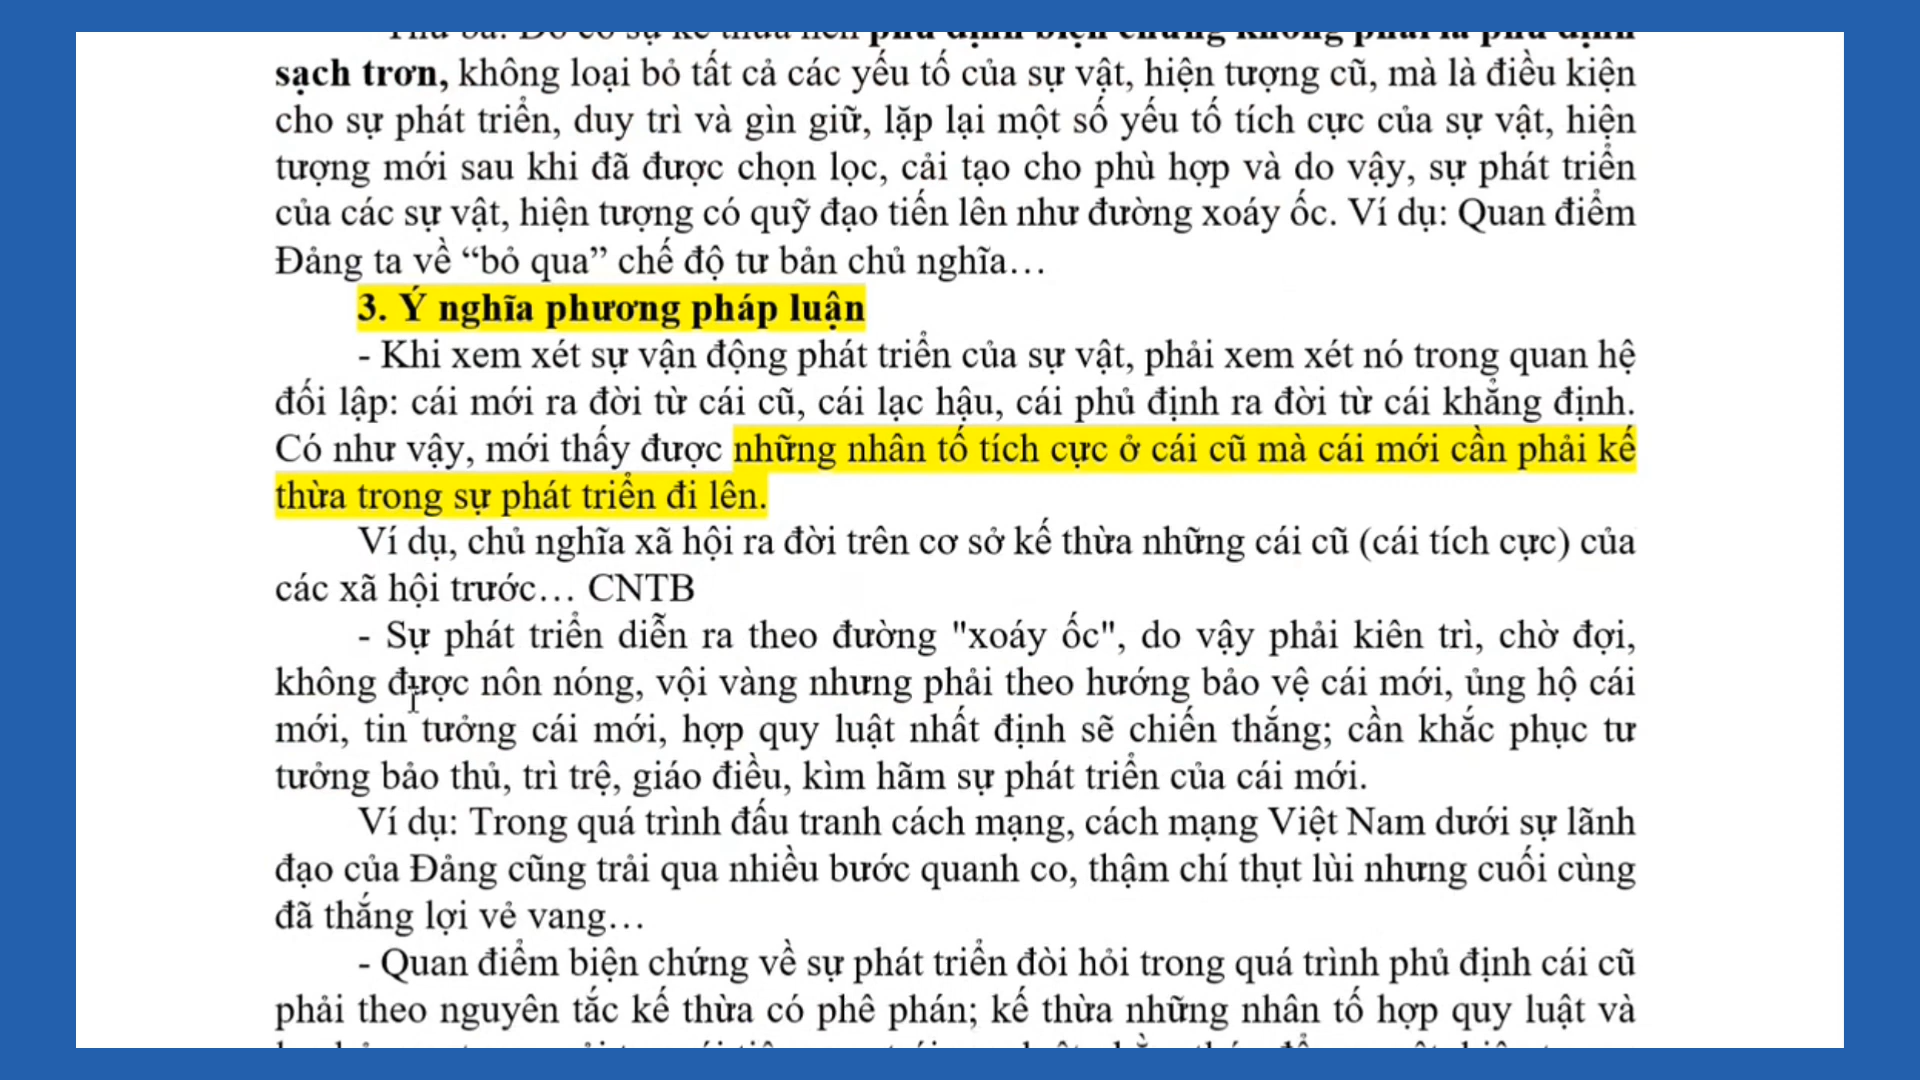 Thứ ba: Do có sự kế thừa nên phủ định biện chứng không phải là phủ định
sạch trơn, không loại bỏ tất cả các yếu tố của sự vật, hiện tượng cũ, mà là điều kiện
cho sự phát triển, duy trì và gìn giữ, lặp lại một số yếu tố tích cực của sự vật, hiện
tượng mới sau khi đã được chọn lọc, cải tạo cho phù hợp và do vậy, sự phát triển
của các sự vật, hiện tượng có quỹ đạo tiến lên như đường xoáy ốc. Ví dụ: Quan điểm
Đảng ta về “bỏ qua” chế độ tư bản chủ nghĩa…
3. Ý nghĩa phương pháp luận
- Khi xem xét sự vận động phát triển của sự vật, phải xem xét nó trong quan hệ
đối lập: cái mới ra đời từ cái cũ, cái lạc hậu, cái phủ định ra đời từ cái khẳng định.
Có như vậy, mới thấy được những nhân tố tích cực ở cái cũ mà cái mới cần phải kế
thừa trong sự phát triển đi lên.
Ví dụ, chủ nghĩa xã hội ra đời trên cơ sở kế thừa những cái cũ (cái tích cực) của
các xã hội trước… CNTB
- Sự phát triển diễn ra theo đường "xoáy ốc", do vậy phải kiên trì, chờ đợi,
không được nôn nóng, vội vàng nhưng phải theo hướng bảo vệ cái mới, ủng hộ cái
mới, tin tưởng cái mới, hợp quy luật nhất định sẽ chiến thắng; cần khắc phục tư
tưởng bảo thủ, trì trệ, giáo điều, kìm hãm sự phát triển của cái mới.
Ví dụ: Trong quá trình đấu tranh cách mạng, cách mạng Việt Nam dưới sự lãnh
đạo của Đảng cũng trải qua nhiều bước quanh co, thậm chí thụt lùi nhưng cuối cùng
đã thắng lợi vẻ vang…
- Quan điểm biện chứng về sự phát triển đòi hỏi trong quá trình phủ định cái cũ
phải theo nguyên tắc kế thừa có phê phán; kế thừa những nhân tố hợp quy luật và